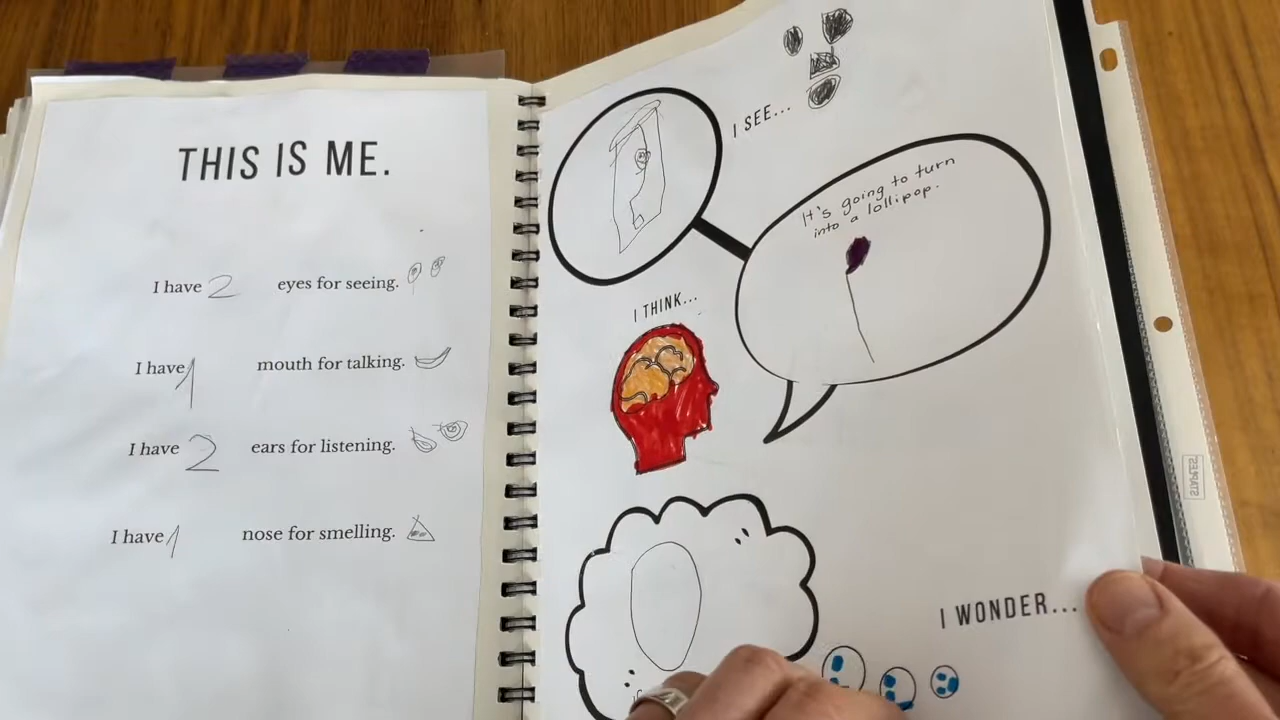 THIS IS ME.
I have 2 eyes for seeing.
I have 1 mouth for talking.
I have 2 ears for listening.
I have 1 nose for smelling.
I SEE...
It's going to turn
into a lollipop.
I THINK...
I WONDER...
STAPLES